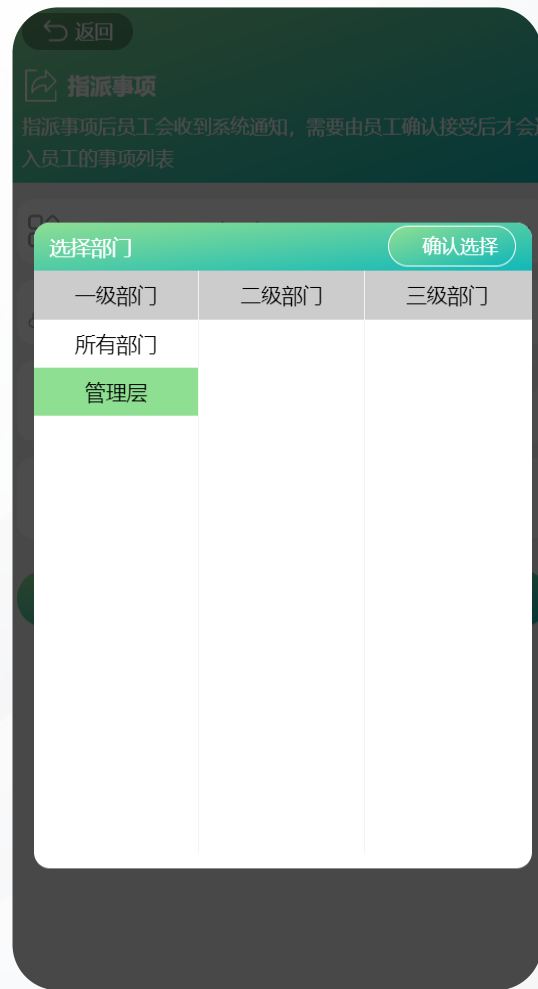 返回
指派事项
指派事项后员工会收到系统通知，需要由员工确认接受后才会
入员工的事项列表
选择部门
确认选择
一级部门
二级部门
三级部门
所有部门
管理层